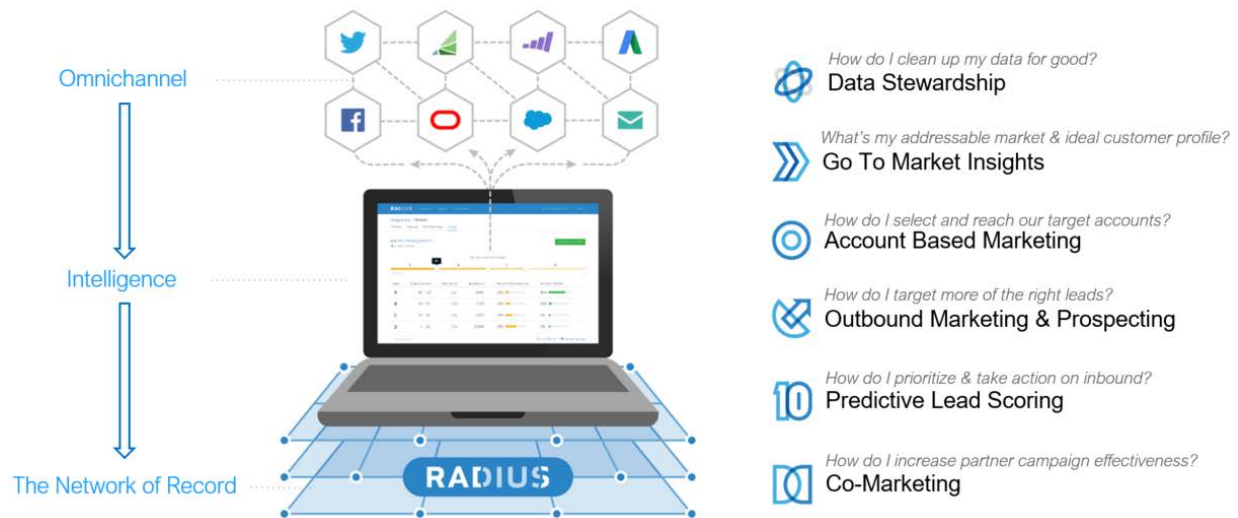 Omnichannel
Intelligence
The Network of Record
RADIUS
RADIUS
How do I clean up my data for good?
Data Stewardship
What's my addressable market & ideal customer profile?
Go To Market Insights
How do I select and reach our target accounts?
Account Based Marketing
How do I target more of the right leads?
Outbound Marketing & Prospecting
How do I prioritize & take action on inbound?
Predictive Lead Scoring
How do I increase partner campaign effectiveness?
Co-Marketing